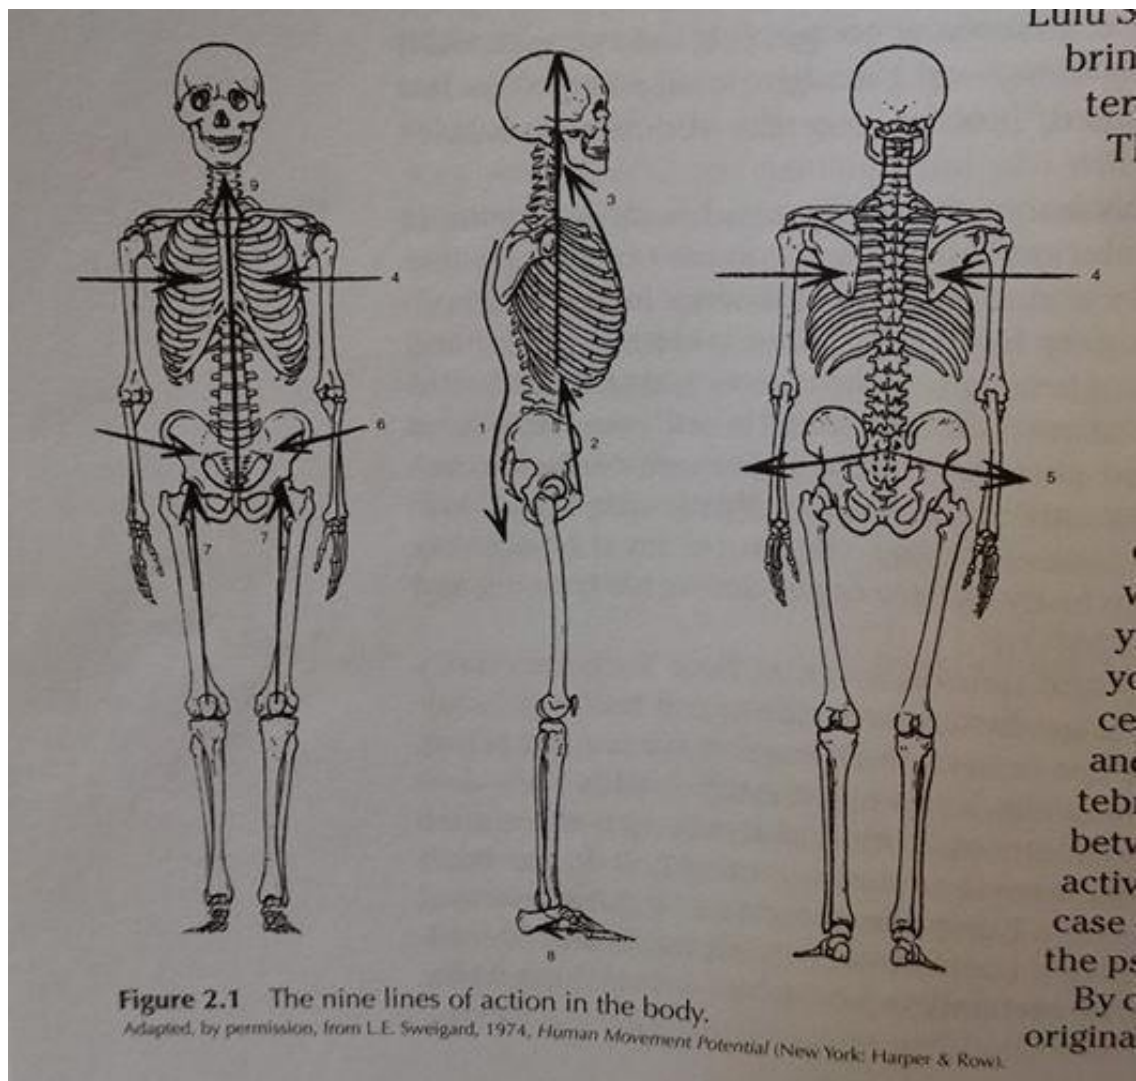 Lulu S
brin
ter
Th
9
3
4
4
1
2
6
5
7
7
8
w
y
yo
ce
and
tebr
betw
activ
case
the ps
By c
origina
Figure 2.1 The nine lines of action in the body.
Adapted, by permission, from L.E. Sweigard, 1974, Human Movement Potential (New York: Harper & Row).